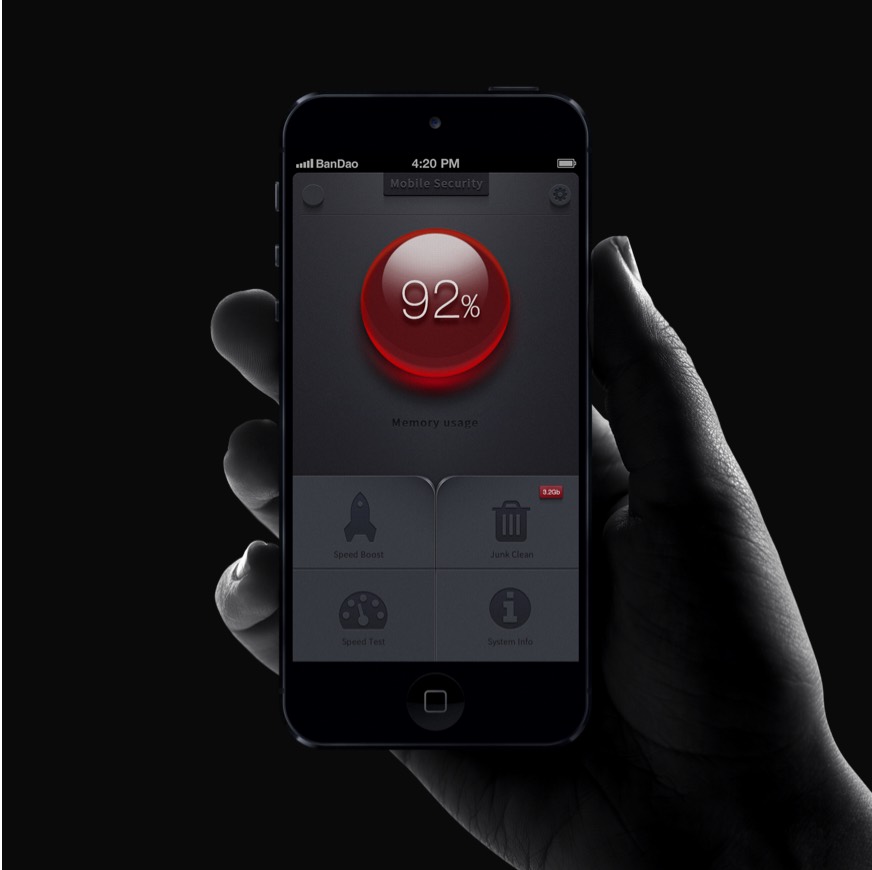 BanDao 4:20 PM
Mobile Security
92%
Memory usage
3.2Gb
Speed Boost
Junk Clean
Speed Test
System Info